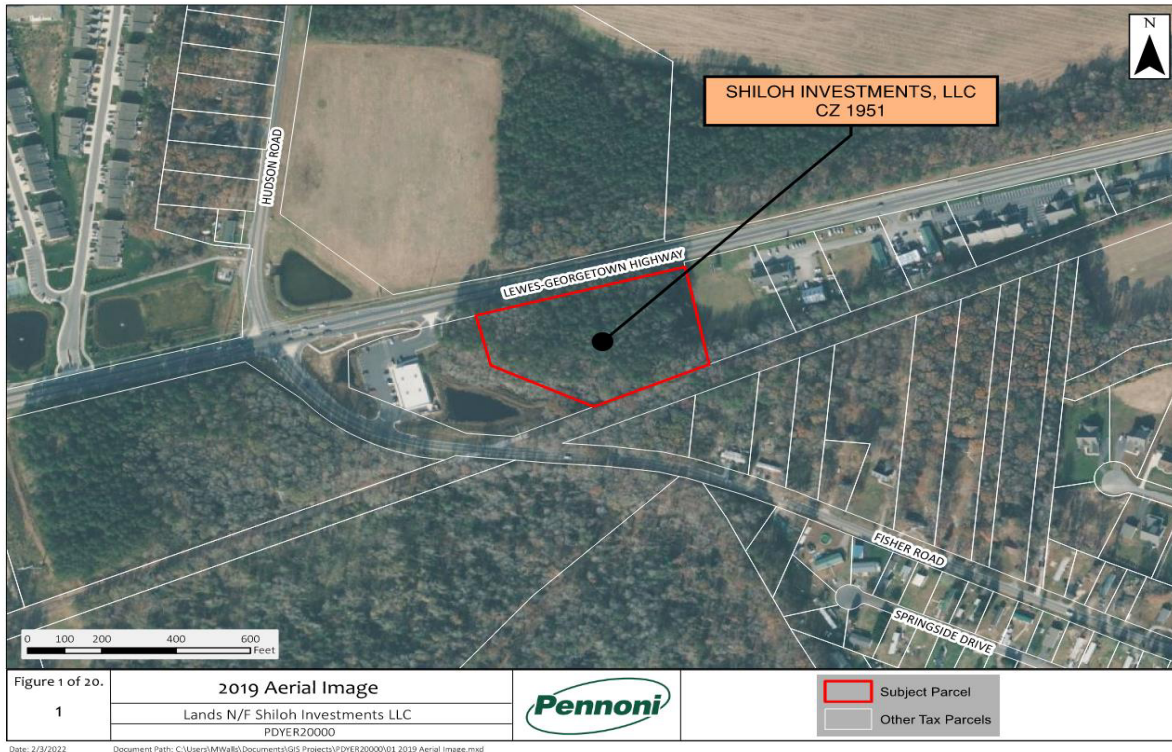 N
SHILOH INVESTMENTS, LLC
CZ 1951
HUDSON ROAD
LEWES-GEORGETOWN HIGHWAY
FISHER ROAD
SPRINGSIDE DRIVE
0 100 200 400 600
Feet
Figure 1 of 20.
1
2019 Aerial Image
Lands N/F Shiloh Investments LLC
PDYER20000
Pennoni
Subject Parcel
Other Tax Parcels
Date: 2/3/2022 Document Path: C:\Users\MWalls\Documents\GIS Projects\PDYER20000\01 2019 Aerial Image.mxd